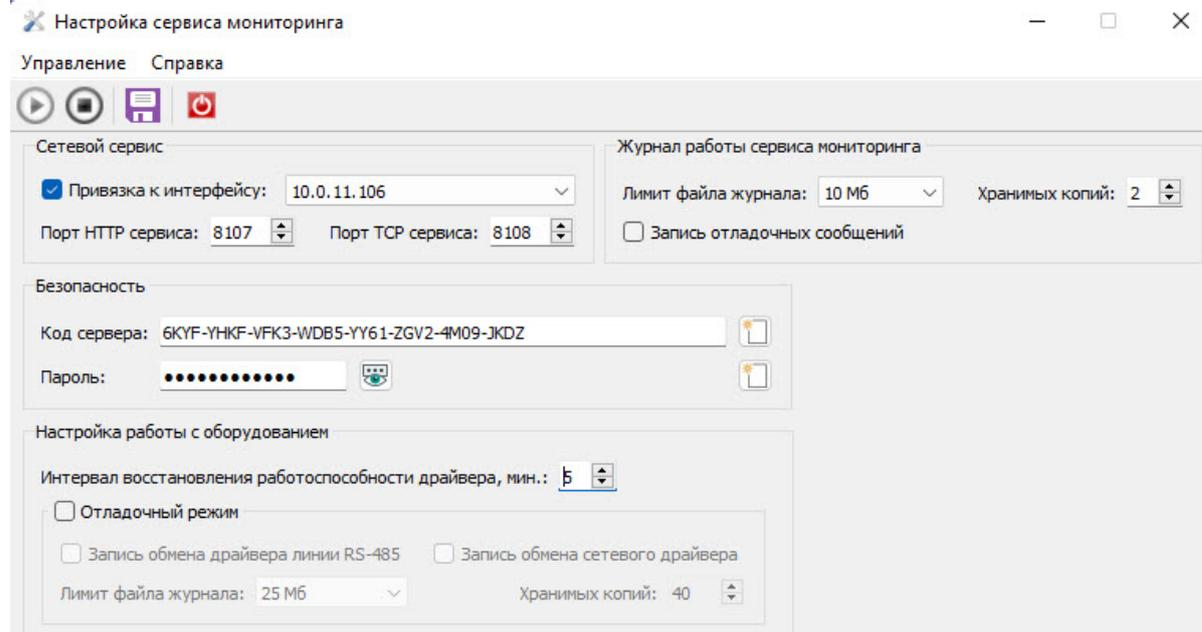 Настройка сервиса мониторинга
Управление Справка
Сетевой сервис
Привязка к интерфейсу: 10.0.11.106
Порт HTTP сервиса: 8107 Порт TCP сервиса: 8108
Журнал работы сервиса мониторинга
Лимит файла журнала: 10 Мб Хранимых копий: 2
Запись отладочных сообщений
Безопасность
Код сервера: 6KYF-YHKF-VFK3-WDB5-YY61-ZGV2-4M09-JKDZ
Пароль: ••••••••••••
Настройка работы с оборудованием
Интервал восстановления работоспособности драйвера, мин.: 5
Отладочный режим
Запись обмена драйвера линии RS-485 Запись обмена сетевого драйвера
Лимит файла журнала: 25 Мб Хранимых копий: 40